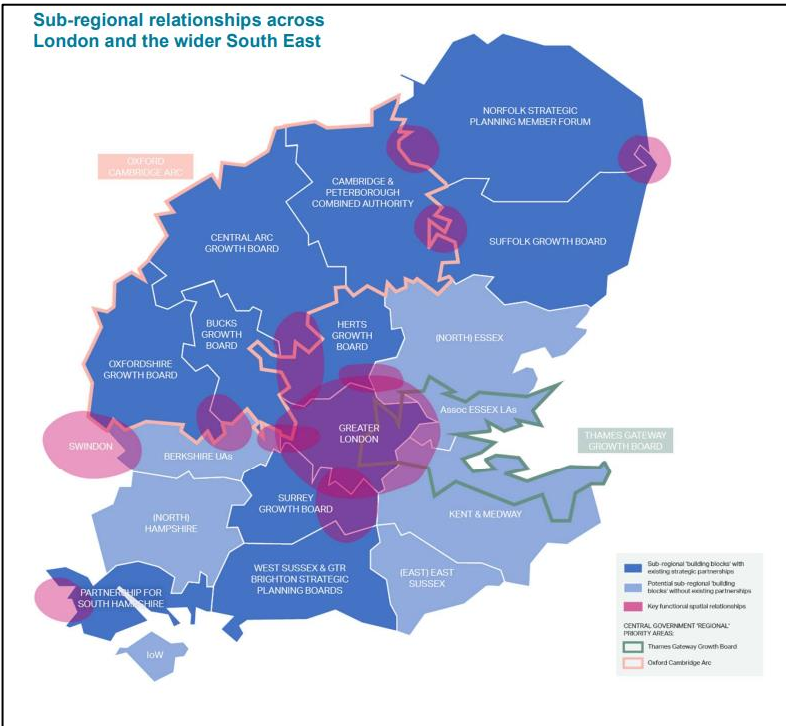 Sub-regional relationships across
London and the wider South East
NORFOLK STRATEGIC
PLANNING MEMBER FORUM
OXFORD
CAMBRIDGE ARC
CAMBRIDGE &
PETERBOROUGH
COMBINED AUTHORITY
CENTRAL ARC
GROWTH BOARD
SUFFOLK GROWTH BOARD
BUCKS
GROWTH
BOARD
HERTS
GROWTH
BOARD
(NORTH) ESSEX
OXFORDSHIRE
GROWTH BOARD
Assoc ESSEX LAs
GREATER
LONDON
THAMES GATEWAY
GROWTH BOARD
SWINDON
BERKSHIRE UAs
SURREY
GROWTH BOARD
(NORTH)
HAMPSHIRE
KENT & MEDWAY
WEST SUSSEX & GTR
BRIGHTON STRATEGIC
PLANNING BOARDS
(EAST) EAST
SUSSEX
PARTNERSHIP FOR
SOUTH HAMPSHIRE
IoW
Sub-regional 'building blocks' with
existing strategic partnerships
Potential sub-regional 'building
blocks' without existing partnerships
Key functional spatial relationships
CENTRAL GOVERNMENT 'REGIONAL'
PRIORITY AREAS:
Thames Gateway Growth Board
Oxford Cambridge Arc